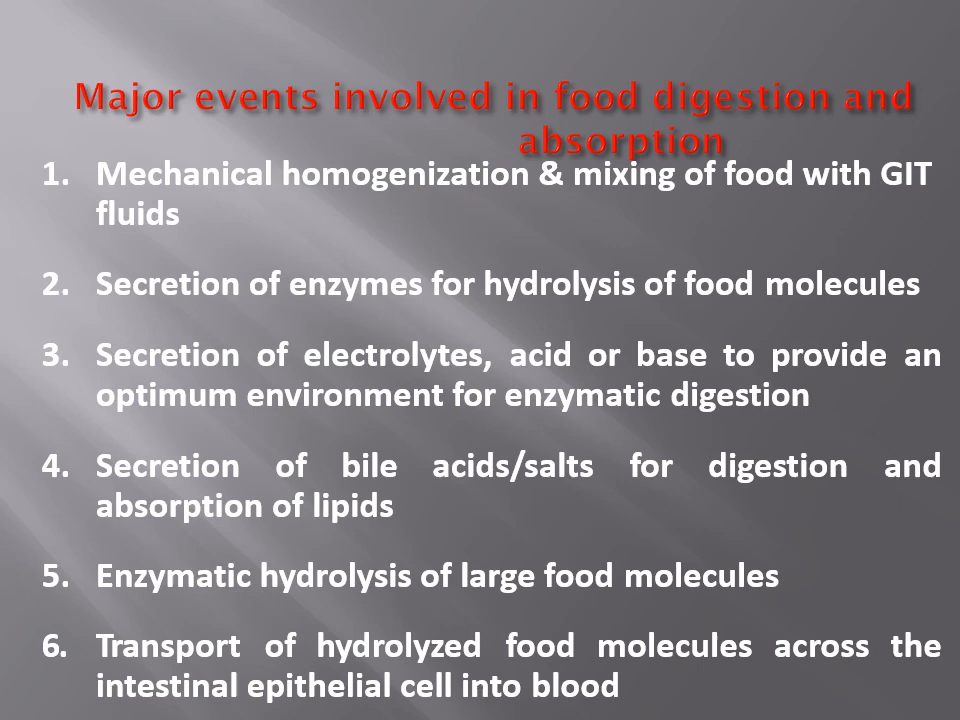 Major events involved in food digestion and
absorption
1. Mechanical homogenization & mixing of food with GIT
fluids
2. Secretion of enzymes for hydrolysis of food molecules
3. Secretion of electrolytes, acid or base to provide an
optimum environment for enzymatic digestion
4. Secretion of bile acids/salts for digestion and
absorption of lipids
5. Enzymatic hydrolysis of large food molecules
6. Transport of hydrolyzed food molecules across the
intestinal epithelial cell into blood